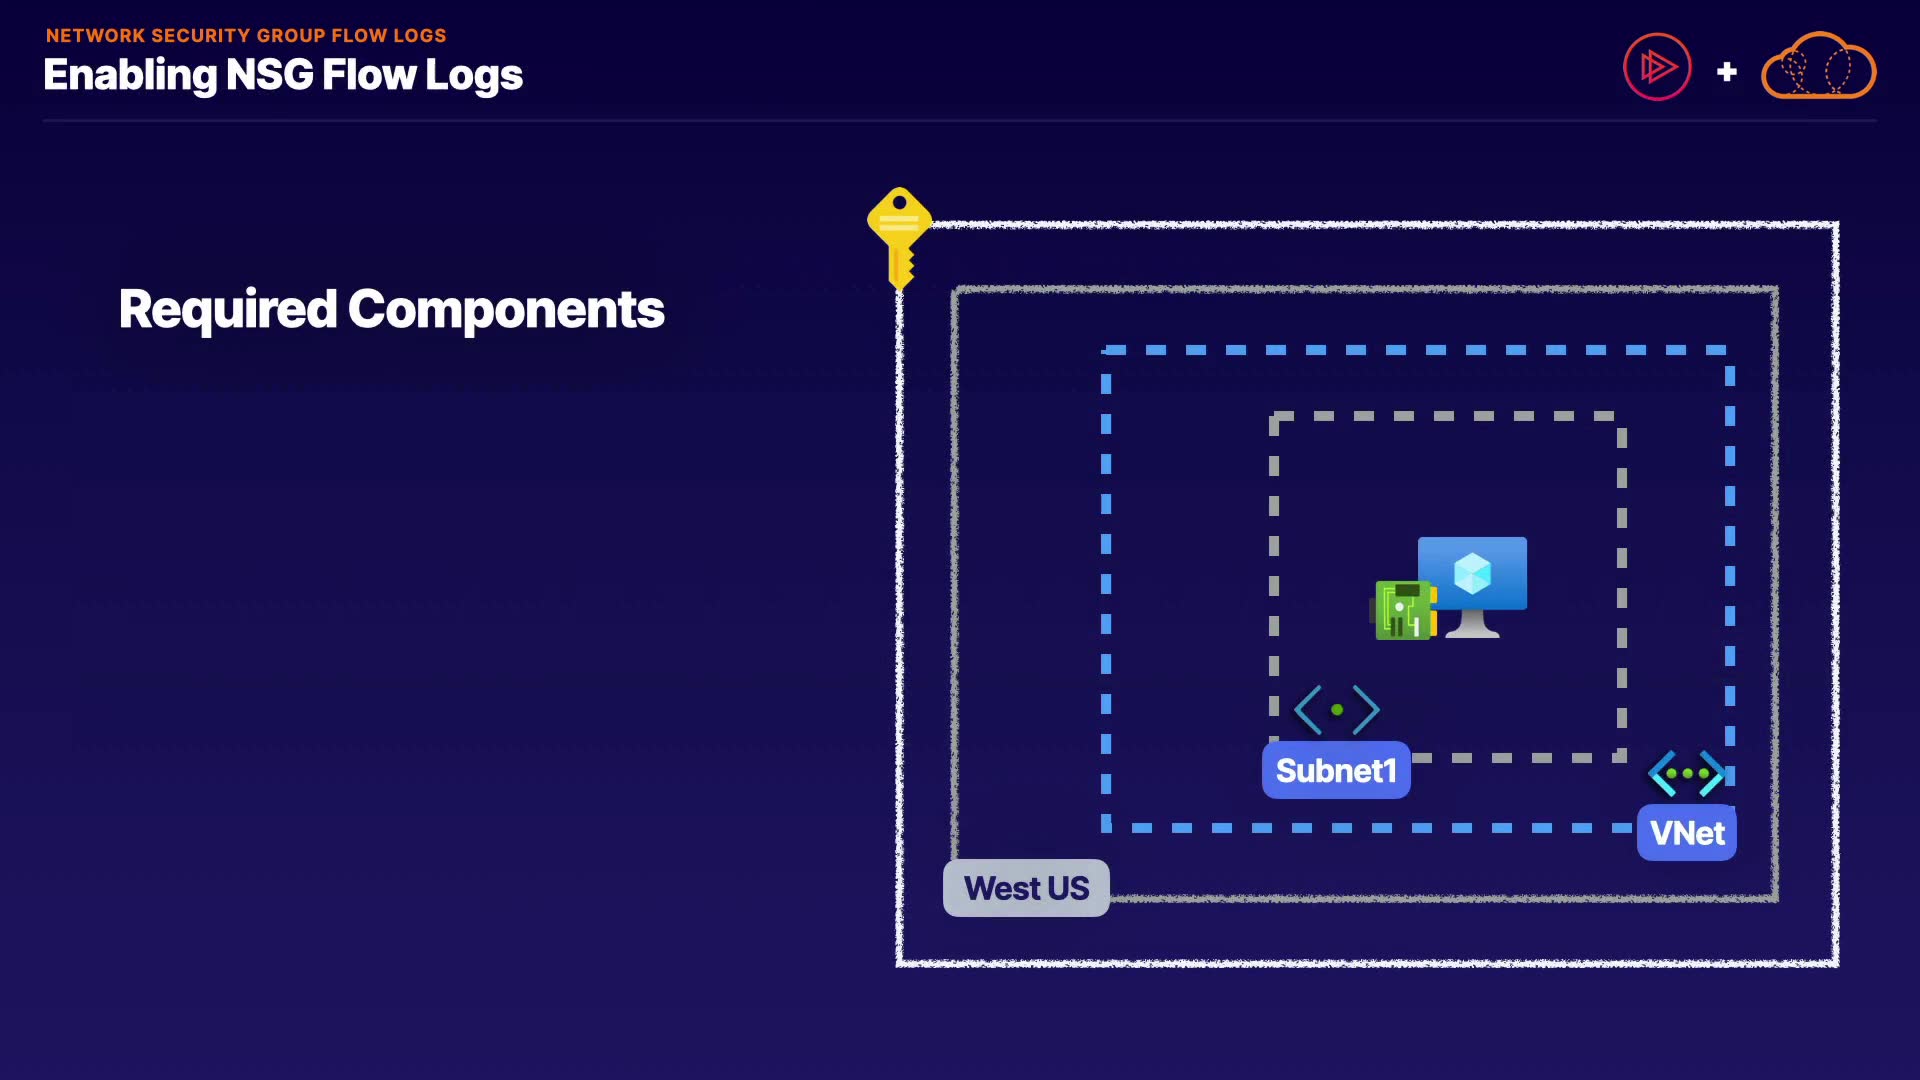 NETWORK SECURITY GROUP FLOW LOGS
Enabling NSG Flow Logs
Required Components
Subnet1
VNet
West US